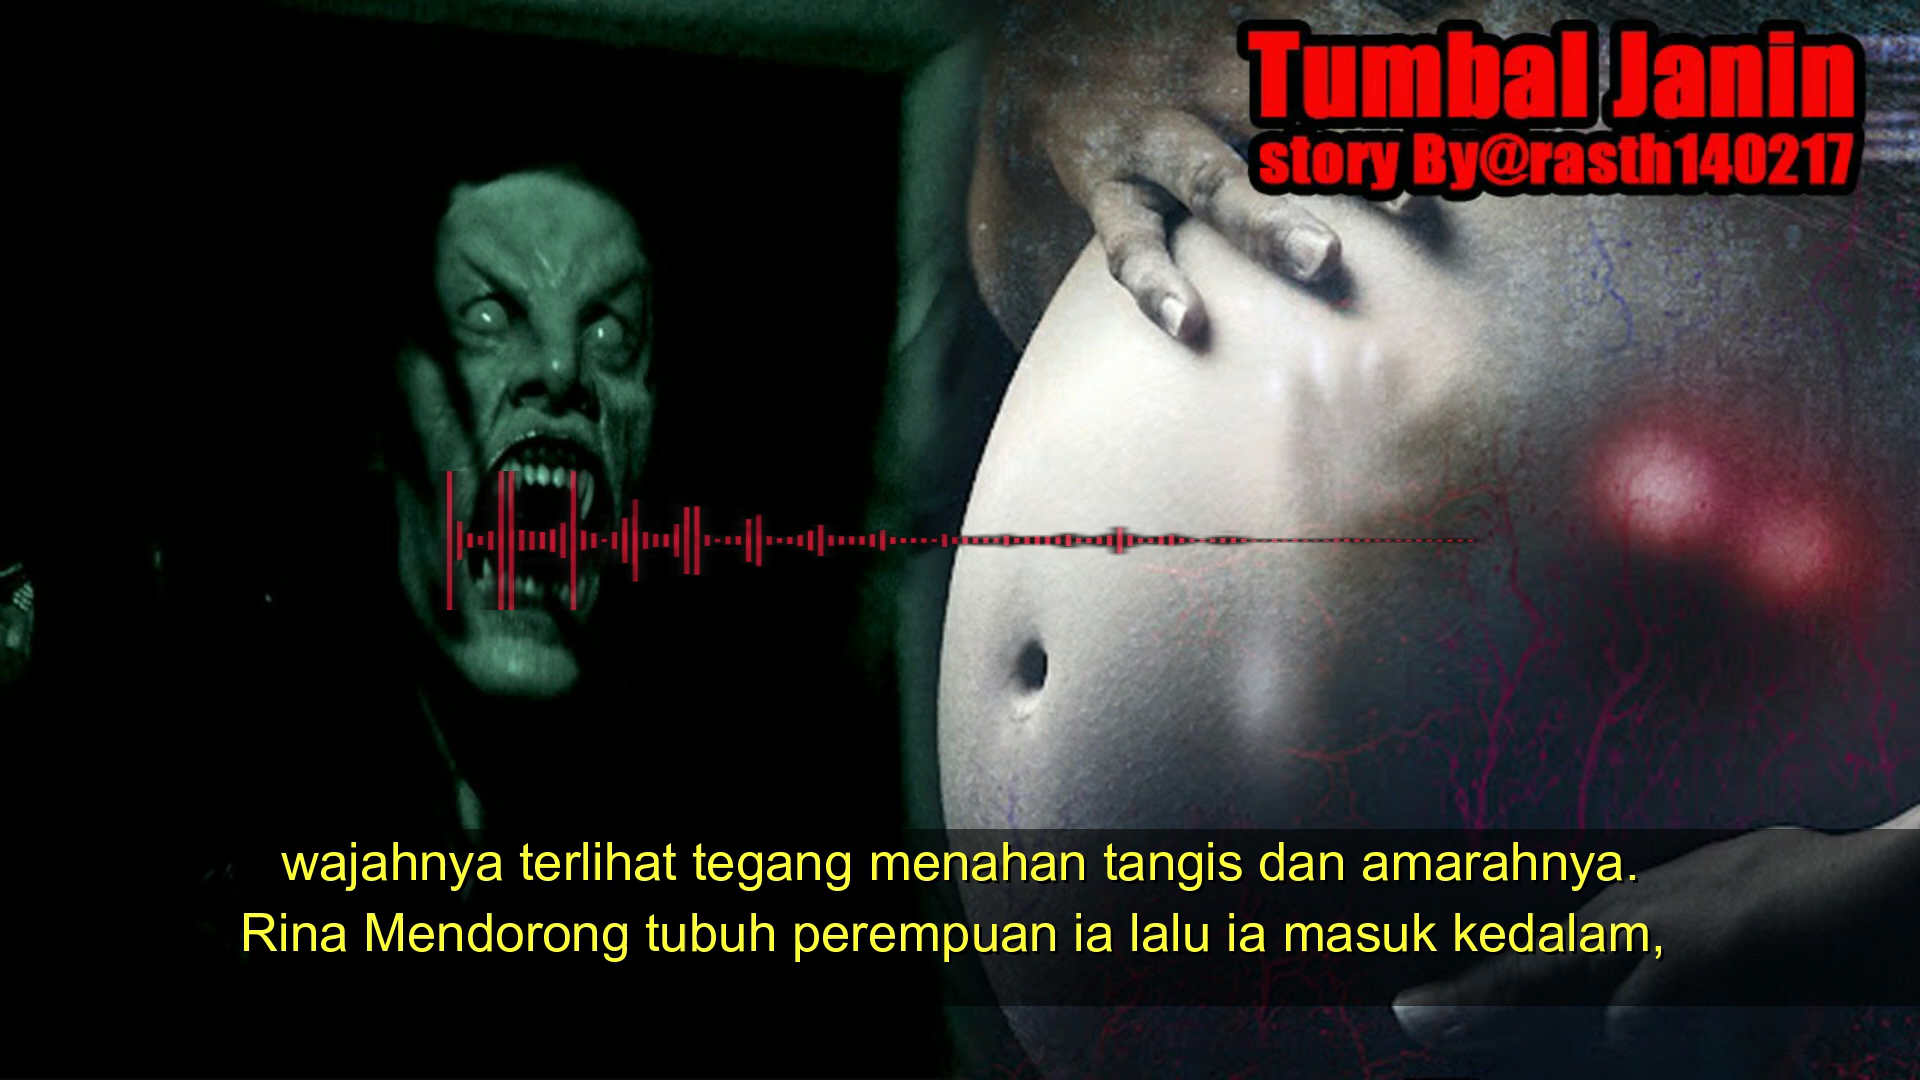 Tumbal Janin
story By@rasth140217
wajahnya terlihat tegang menahan tangis dan amarahnya.
Rina Mendorong tubuh perempuan ia lalu ia masuk kedalam,